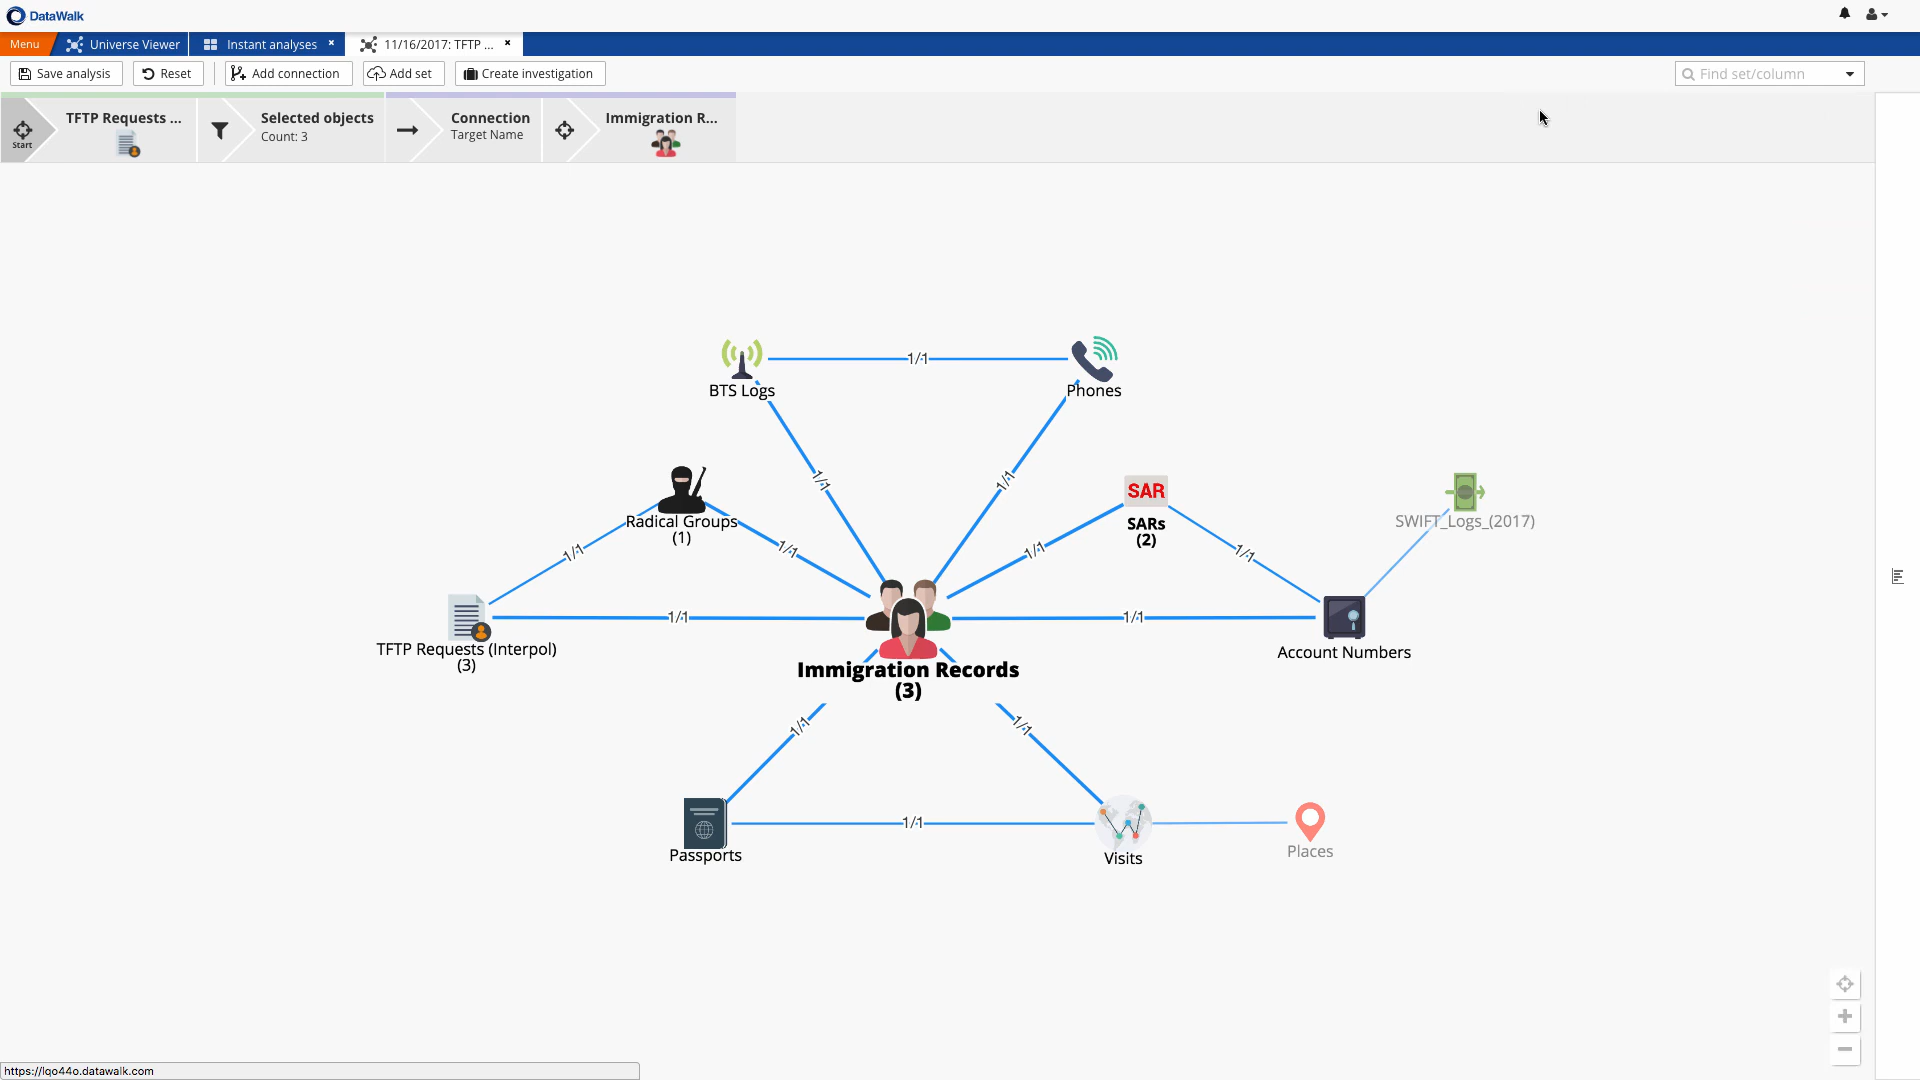 DataWalk
Menu
Universe Viewer
Instant analyses
11/16/2017: TFTP ...
Save analysis
Reset
Add connection
Add set
Create investigation
Find set/column
Start
TFTP Requests ...
Selected objects
Count: 3
Connection
Target Name
Immigration R...
BTS Logs
1/1
Phones
1/1
1/1
Radical Groups
(1)
SAR
SARs
(2)
SWIFT_Logs_(2017)
1/1
1/1
1/1
1/1
TFTP Requests (Interpol)
(3)
1/1
1/1
Account Numbers
Immigration Records
(3)
1/1
1/1
Passports
1/1
Visits
Places
https://lqo44o.datawalk.com